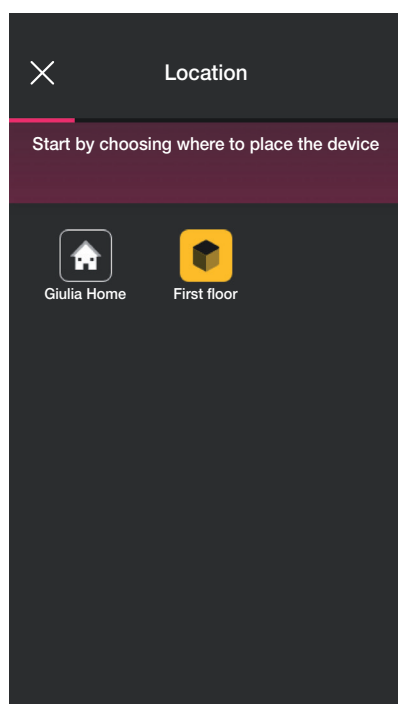 Location
Start by choosing where to place the device
Giulia Home
First floor